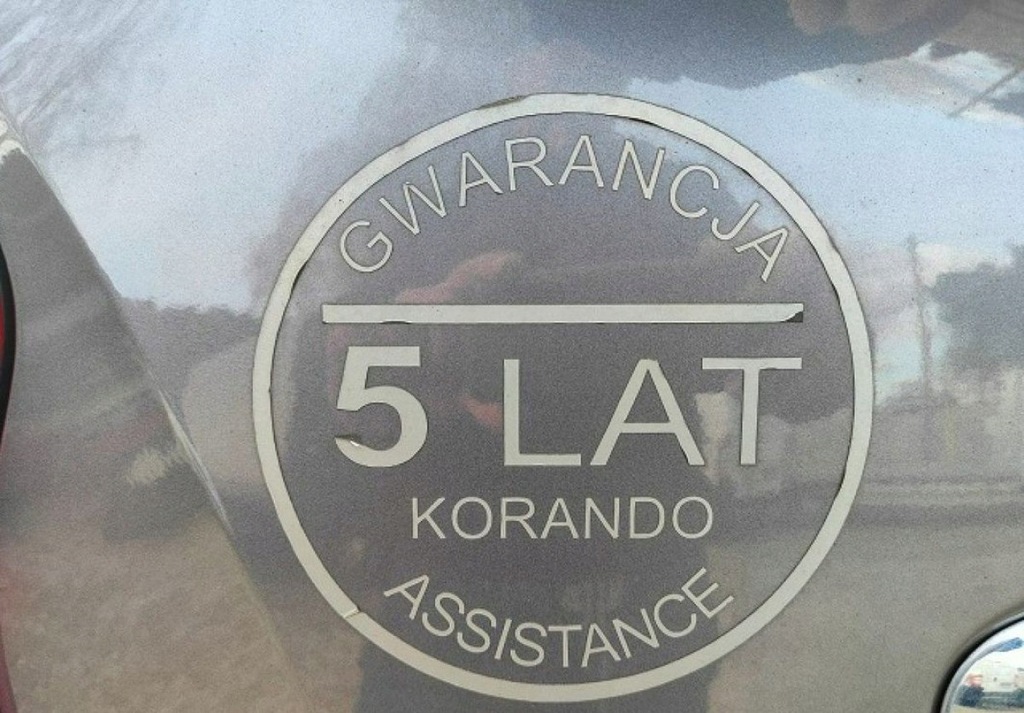 GWARANCJA
5 LAT
KORANDO
ASSISTANCE